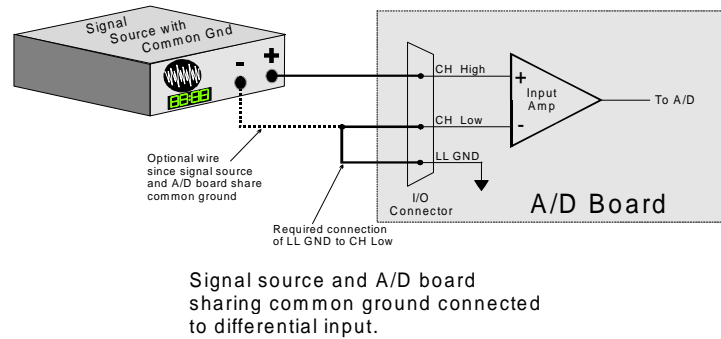 Signal
Source with
Common Gnd
-
+
CH High
+
Input
Amp
To A/D
CH Low
-
LL GND
Optional wire
since signal source
and A/D board share
common ground
I/O
Connector
A/D Board
Required connection
of LL GND to CH Low
Signal source and A/D board
sharing common ground connected
to differential input.